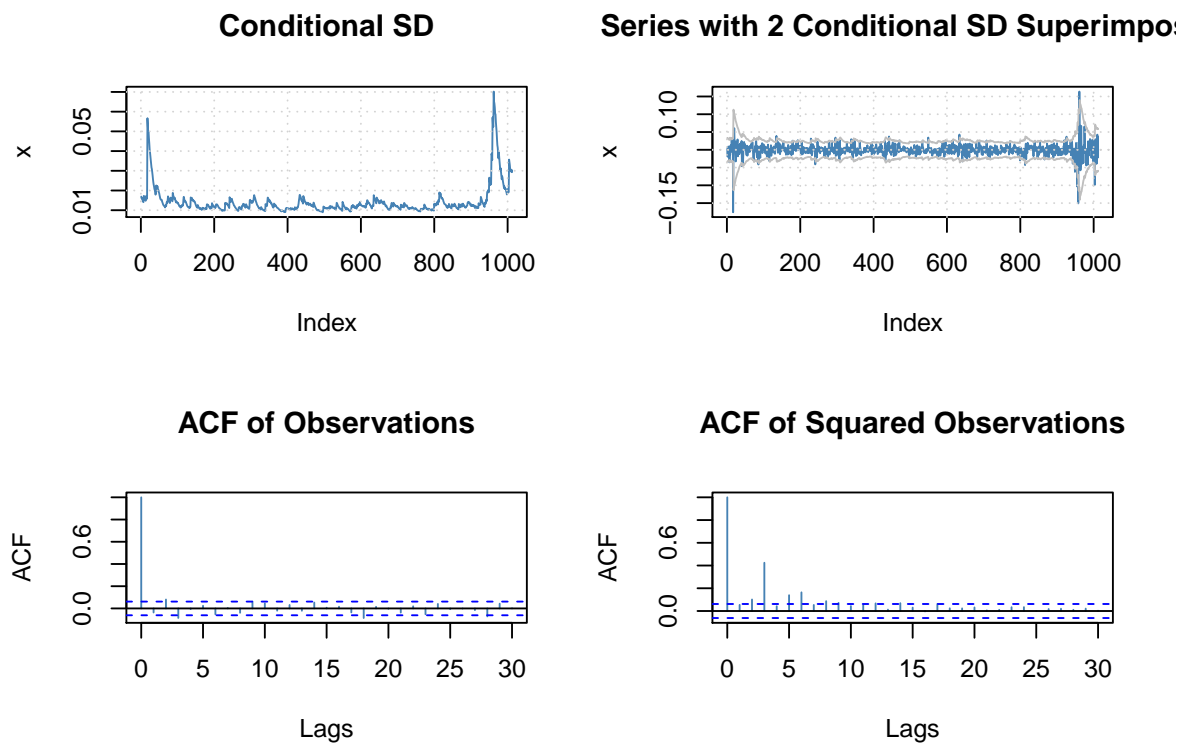 Conditional SD
x
0.01 0.05
0 200 400 600 800 1000
Index
Series with 2 Conditional SD Superimpos
x
−0.15 0.10
0 200 400 600 800 1000
Index
ACF of Observations
ACF
0.0 0.6
0 5 10 15 20 25 30
Lags
ACF of Squared Observations
ACF
0.0 0.6
0 5 10 15 20 25 30
Lags